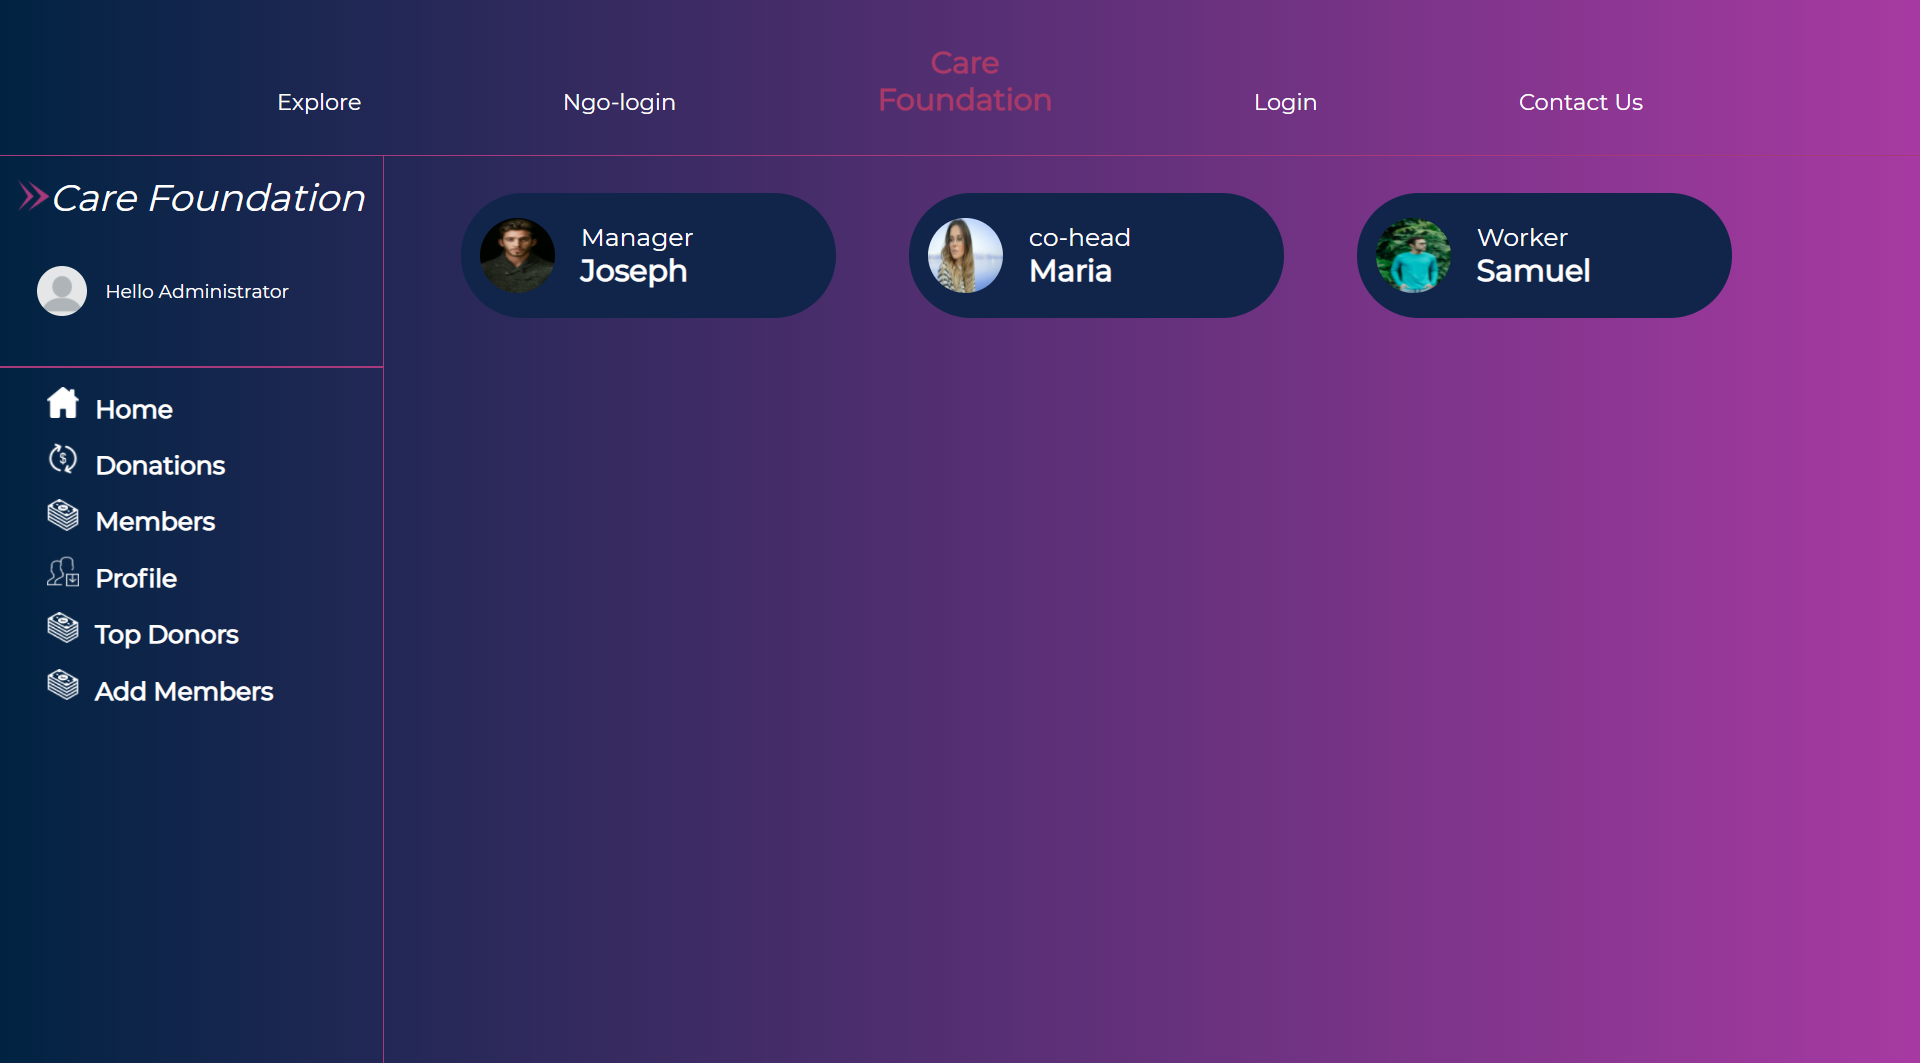 Explore
Ngo-login
Care
Foundation
Login
Contact Us
Care Foundation
Hello Administrator
Home
Donations
Members
Profile
Top Donors
Add Members
Manager
Joseph
co-head
Maria
Worker
Samuel